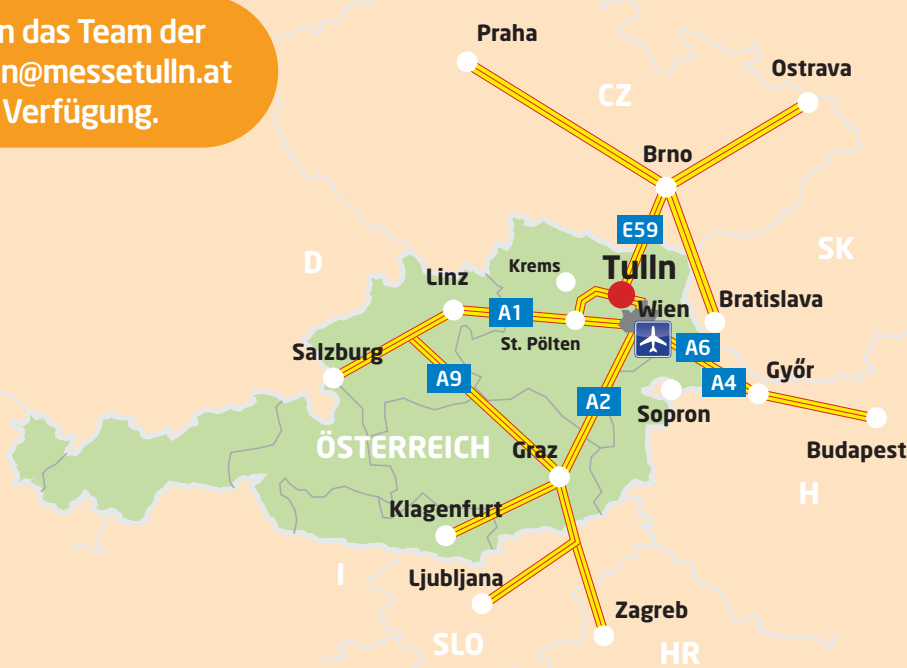 n das Team der
n@messetulln.at
Verfügung.
Praha
Ostrava
CZ
Brno
E59
SK
D
Krems
Tulln
Linz
Wien
Bratislava
A1
St. Pölten
A6
Salzburg
A9
A4
Győr
A2
Sopron
ÖSTERREICH
Graz
Budapest
H
Klagenfurt
I
Ljubljana
Zagreb
SLO
HR